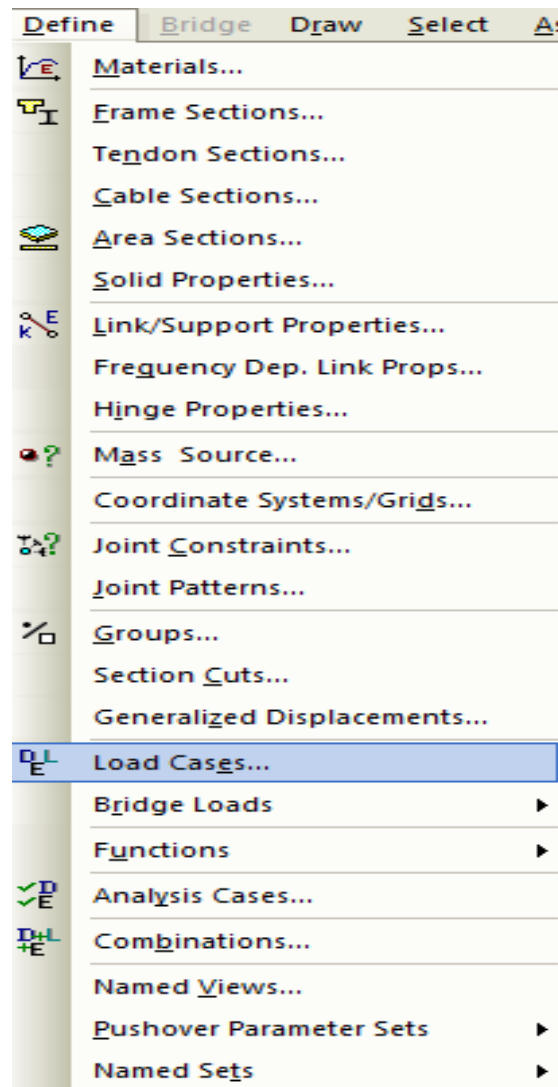 Define Bridge Draw Select As
Materials...
Frame Sections...
Tendon Sections...
Cable Sections...
Area Sections...
Solid Properties...
E
k
Link/Support Properties...
Frequency Dep. Link Props...
Hinge Properties...
? Mass Source...
Coordinate Systems/Grids...
? Joint Constraints...
Joint Patterns...
Groups...
Section Cuts...
Generalized Displacements...
D L
E
Load Cases...
Bridge Loads
Functions
D
E
Analysis Cases...
D+L
+E
Combinations...
Named Views...
Pushover Parameter Sets
Named Sets